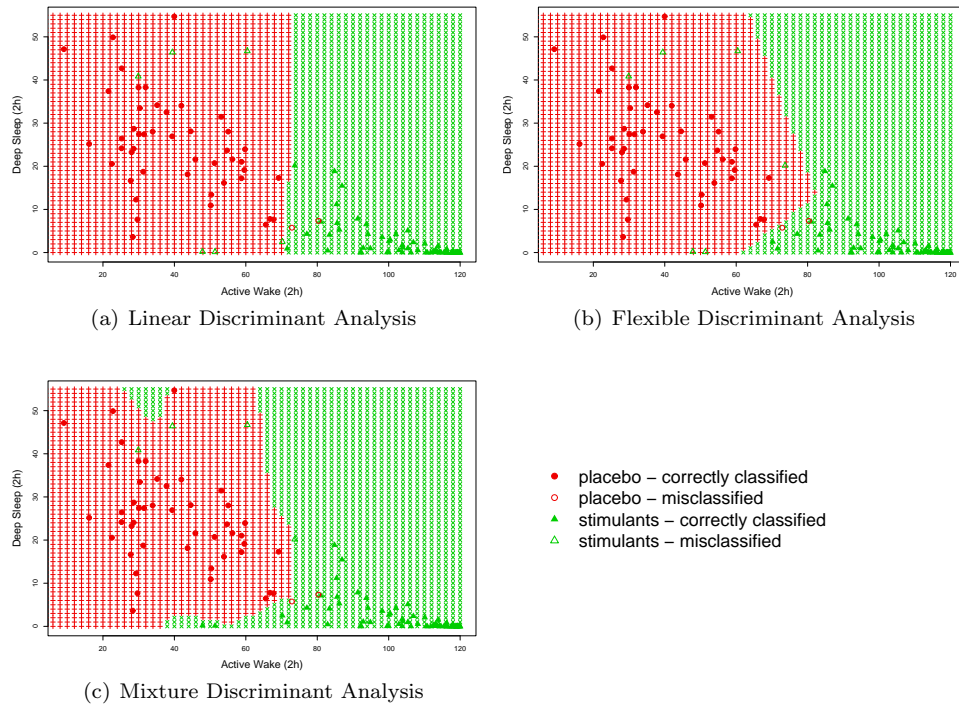 50
40
30
20
10
0
Deep Sleep (2h)
20
40
60
80
100
120
Active Wake (2h)
(a) Linear Discriminant Analysis
50
40
30
20
10
0
Deep Sleep (2h)
20
40
60
80
100
120
Active Wake (2h)
(b) Flexible Discriminant Analysis
50
40
30
20
10
0
Deep Sleep (2h)
20
40
60
80
100
120
Active Wake (2h)
(c) Mixture Discriminant Analysis
placebo − correctly classified
placebo − misclassified
stimulants − correctly classified
stimulants − misclassified